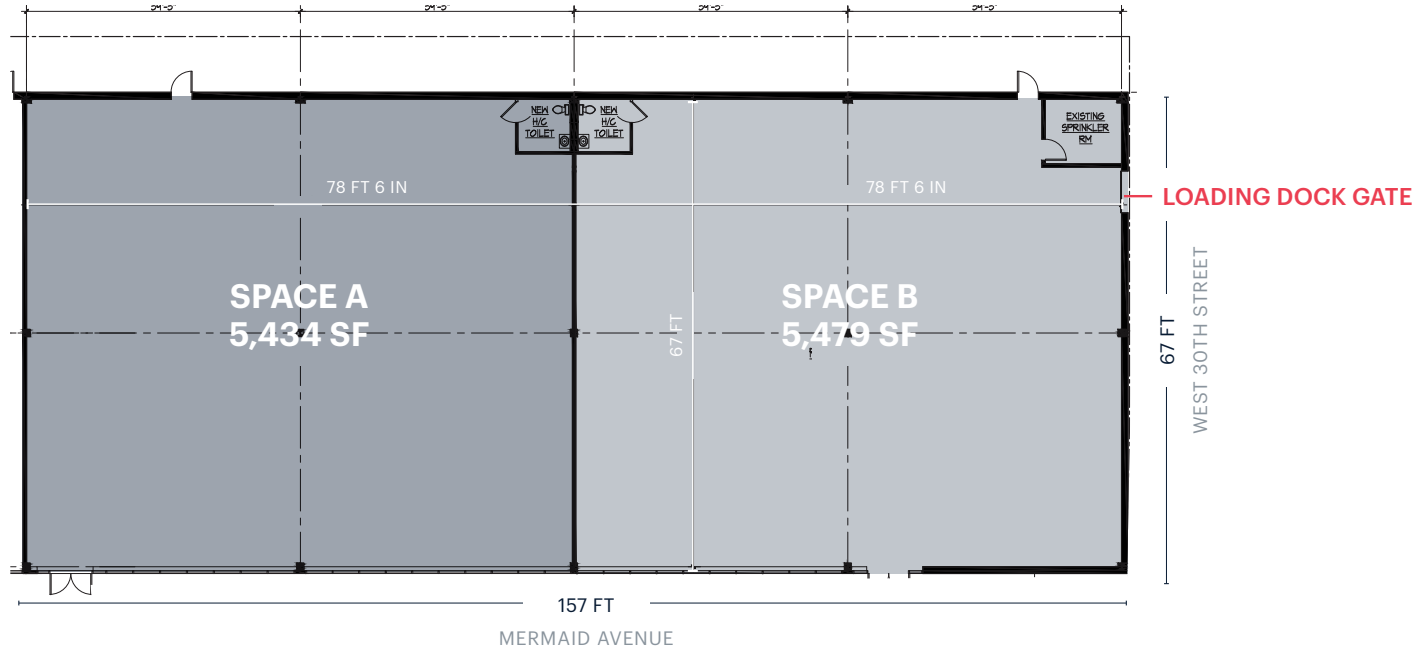 NEW
H/C
TOILET
NEW
H/C
TOILET
EXISTING
SPRINKLER
RM
78 FT 6 IN
78 FT 6 IN
LOADING DOCK GATE
SPACE A
5,434 SF
SPACE B
5,479 SF
67 FT
67 FT
WEST 30TH STREET
157 FT
MERMAID AVENUE